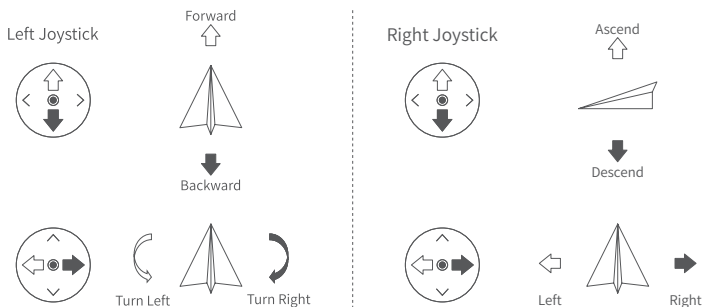 Left Joystick
Forward
Backward
Turn Left
Turn Right
Right Joystick
Ascend
Descend
Left
Right